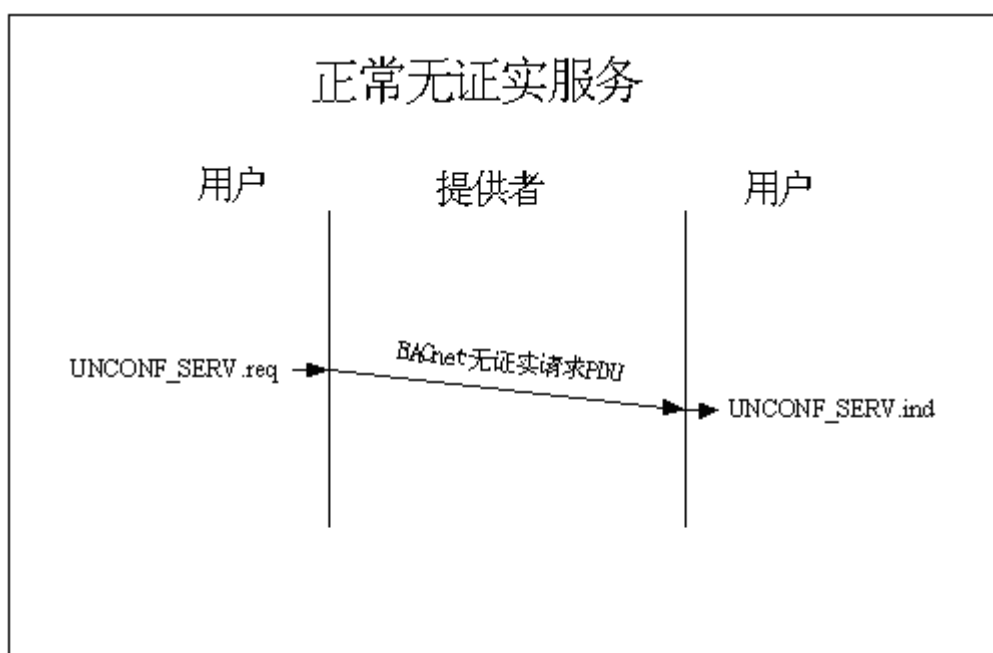 正常无证实服务
用户
提供者
用户
UNCONF_SERV.req
BACnet无证实请求PDU
UNCONF_SERV.ind